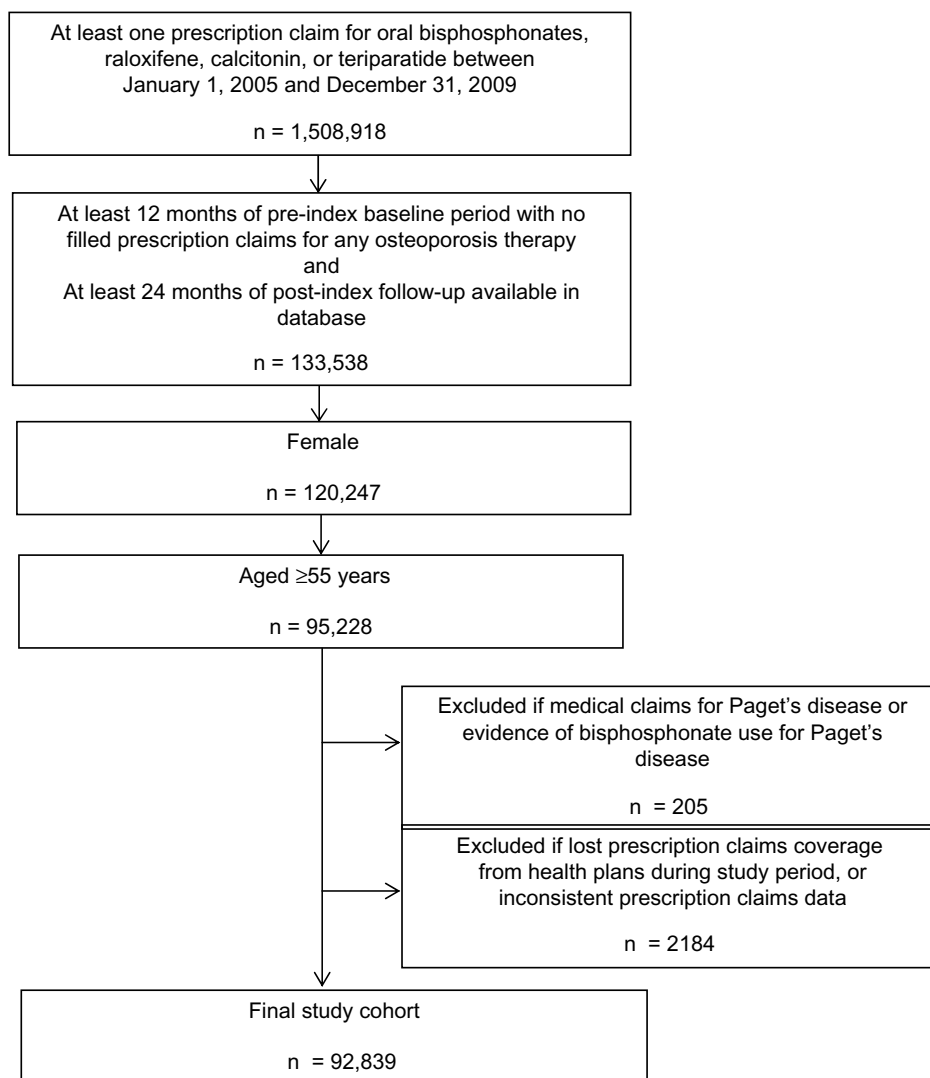 At least one prescription claim for oral bisphosphonates,
raloxifene, calcitonin, or teriparatide between
January 1, 2005 and December 31, 2009
n = 1,508,918
At least 12 months of pre-index baseline period with no
filled prescription claims for any osteoporosis therapy
and
At least 24 months of post-index follow-up available in
database
n = 133,538
Female
n = 120,247
Aged ≥55 years
n = 95,228
Excluded if medical claims for Paget's disease or
evidence of bisphosphonate use for Paget's
disease
n = 205
Excluded if lost prescription claims coverage
from health plans during study period, or
inconsistent prescription claims data
n = 2184
Final study cohort
n = 92,839